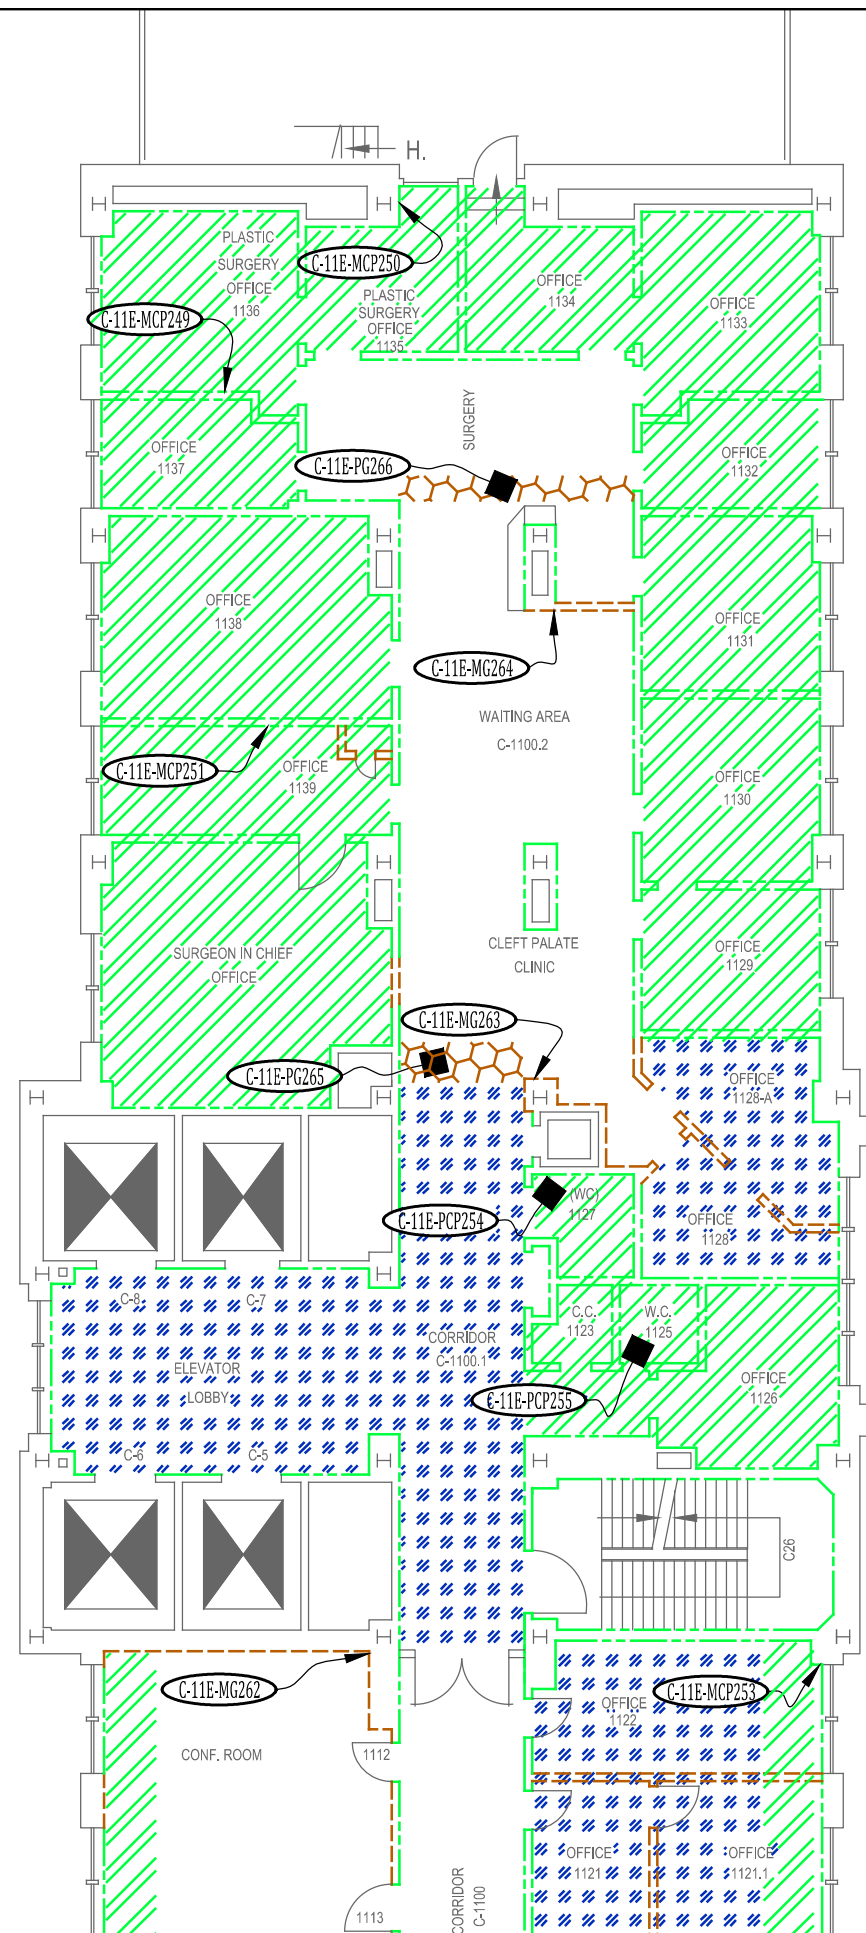 H.
PLASTIC
SURGERY
OFFICE
1136
C-11E-MCP250
PLASTIC
SURGERY
OFFICE
1135
OFFICE
1134
OFFICE
1133
C-11E-MCP249
SURGERY
OFFICE
1137
C-11E-PG266
OFFICE
1132
OFFICE
1138
OFFICE
1131
C-11E-MG264
WAITING AREA
C-1100.2
C-11E-MCP251
OFFICE
1139
OFFICE
1130
SURGEON IN CHIEF
OFFICE
CLEFT PALATE
CLINIC
OFFICE
1129
C-11E-MG263
C-11E-PG265
OFFICE
1128-A
C-11E-PCP254
(WC)
1127
OFFICE
1128
C-8
C-7
C.C.
1123
W.C.
1125
CORRIDOR
C-1100.1
ELEVATOR
LOBBY
C-11E-PCP255
OFFICE
1126
C-6
C-5
C26
C-11E-MG262
C-11E-MCP253
OFFICE
1122
CONF. ROOM
1112
OFFICE
1121
OFFICE
1121.1
CORRIDOR
C-1100
1113